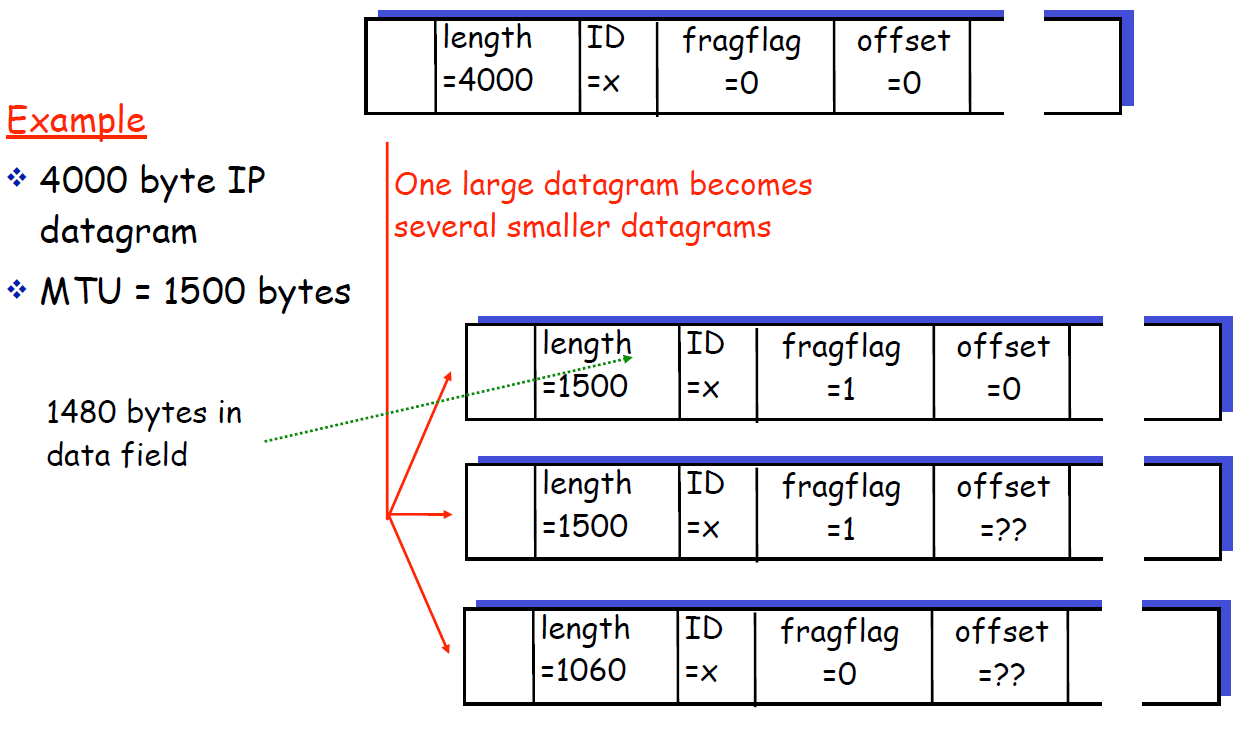 length ID fragflag offset
=4000 =x =0 =0
Example
❖ 4000 byte IP
datagram
❖ MTU = 1500 bytes
One large datagram becomes
several smaller datagrams
length ID fragflag offset
=1500 =x =1 =0
1480 bytes in
data field
length ID fragflag offset
=1500 =x =1 =??
length ID fragflag offset
=1060 =x =0 =??